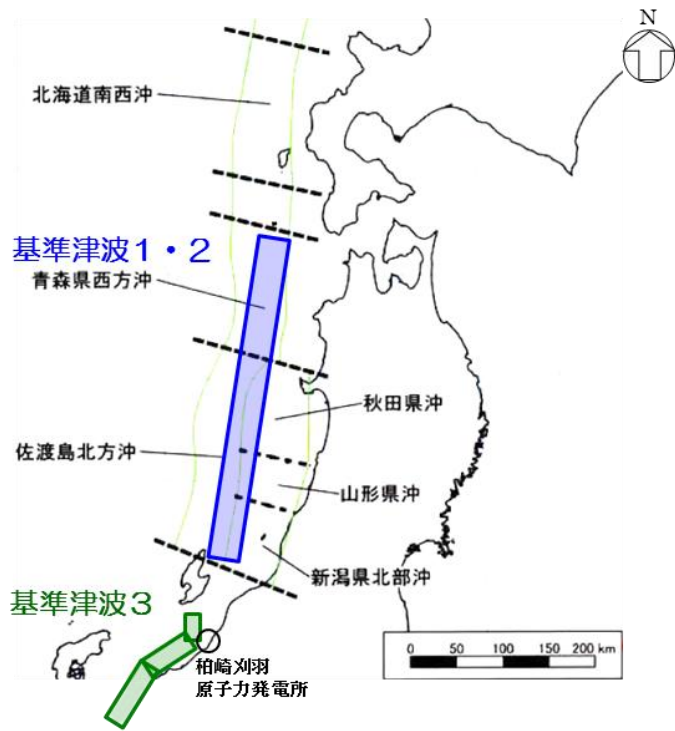 N
北海道南西沖
基準津波1・2
青森県西方沖
秋田県沖
佐渡島北方沖
山形県沖
新潟県北部沖
基準津波3
柏崎刈羽
原子力発電所
0 50 100 150 200 km